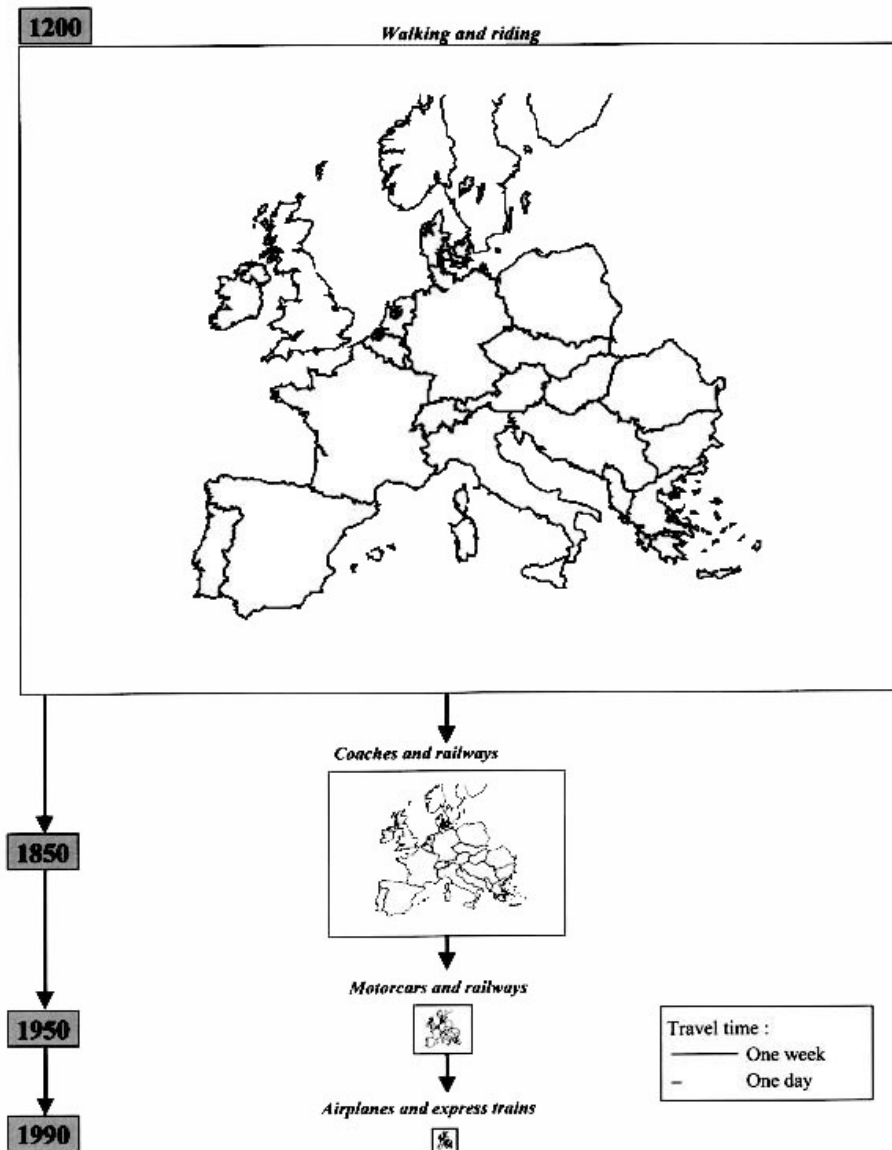 1200
Walking and riding
Coaches and railways
1850
Motorcars and railways
1950
Travel time :
One week
One day
Airplanes and express trains
1990